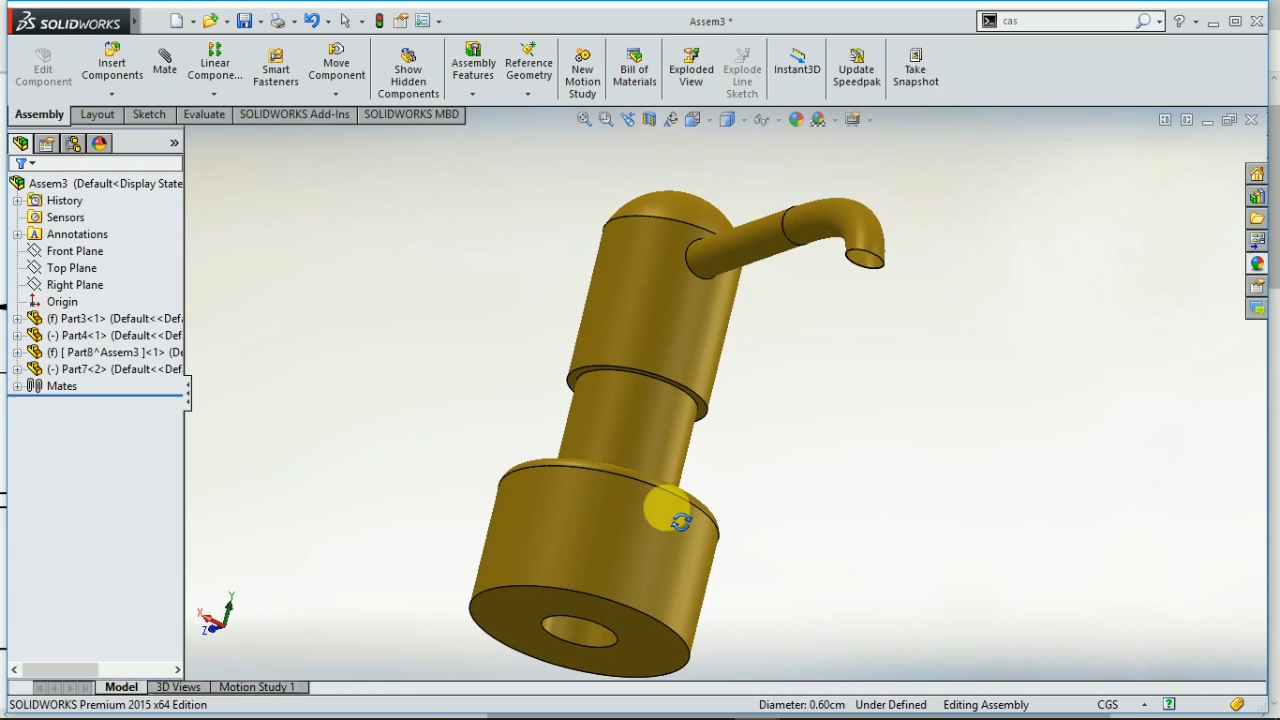 SOLIDWORKS
Assem3 *
cas
Edit Component
Insert Components
Mate
Linear Compone...
Smart Fasteners
Move Component
Show Hidden Components
Assembly Features
Reference Geometry
New Motion Study
Bill of Materials
Exploded View
Explode Line Sketch
Instant3D
Update Speedpak
Take Snapshot
Assembly
Layout
Sketch
Evaluate
SOLIDWORKS Add-Ins
SOLIDWORKS MBD
Assem3 (Default<Display State
History
Sensors
Annotations
Front Plane
Top Plane
Right Plane
Origin
(f) Part3<1> (Default<<Defa
(-) Part4<1> (Default<<Def
(f) [ Part8^Assem3 ]<1> (De
(-) Part7<2> (Default<<Def
Mates
Y
X
Z
Model
3D Views
Motion Study 1
SOLIDWORKS Premium 2015 x64 Edition
Diameter: 0.60cm
Under Defined
Editing Assembly
CGS